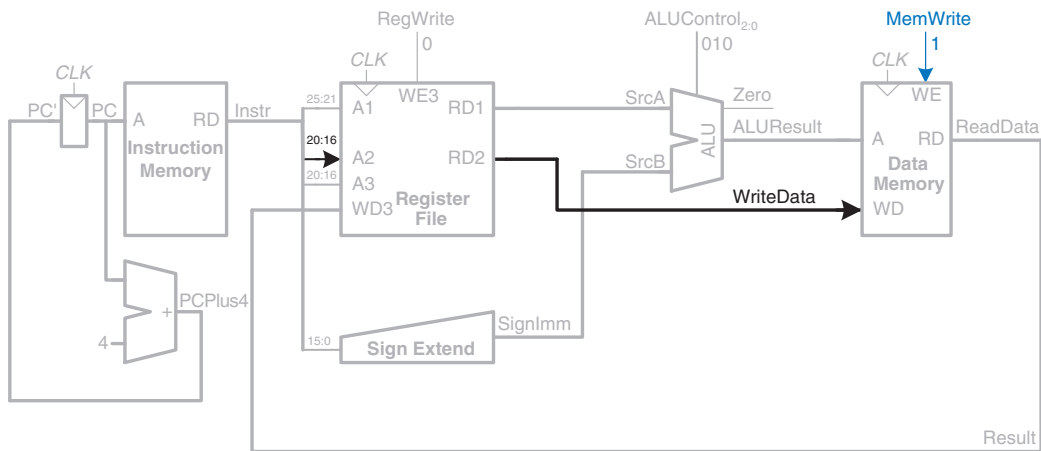 RegWrite
ALUControl2:0
MemWrite
0
010
1
CLK
CLK
CLK
PC'
PC
A
RD
Instr
Instruction
Memory
25:21
A1
WE3
RD1
20:16
A2
RD2
20:16
A3
WD3
Register
File
SrcA
SrcB
ALU
Zero
ALUResult
WriteData
WE
A
RD
ReadData
Data
Memory
WD
+
PCPlus4
4
SignImm
15:0
Sign Extend
Result